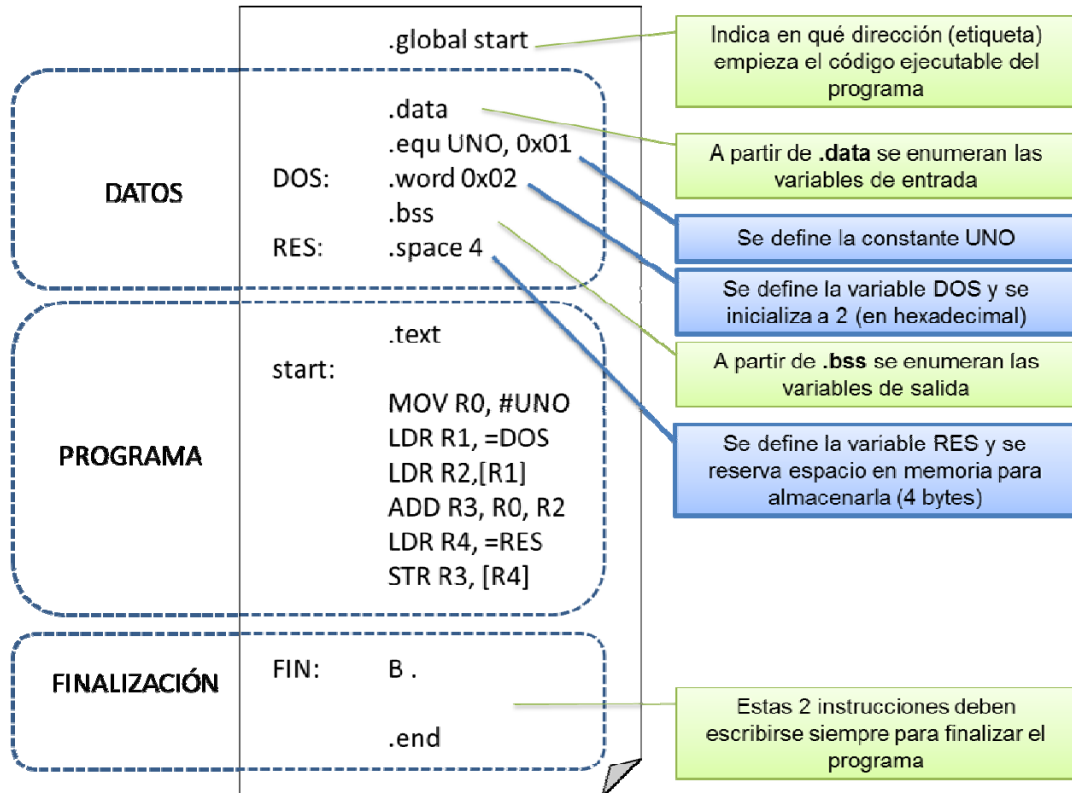 .global start
Indica en qué dirección (etiqueta)
empieza el código ejecutable del
programa
DATOS
.data
.equ UNO, 0x01
DOS: .word 0x02
.bss
RES: .space 4
A partir de .data se enumeran las
variables de entrada
Se define la constante UNO
Se define la variable DOS y se
inicializa a 2 (en hexadecimal)
A partir de .bss se enumeran las
variables de salida
Se define la variable RES y se
reserva espacio en memoria para
almacenarla (4 bytes)
PROGRAMA
.text
start:
MOV R0, #UNO
LDR R1, =DOS
LDR R2,[R1]
ADD R3, R0, R2
LDR R4, =RES
STR R3, [R4]
FINALIZACIÓN
FIN: B .
.end
Estas 2 instrucciones deben
escribirse siempre para finalizar el
programa